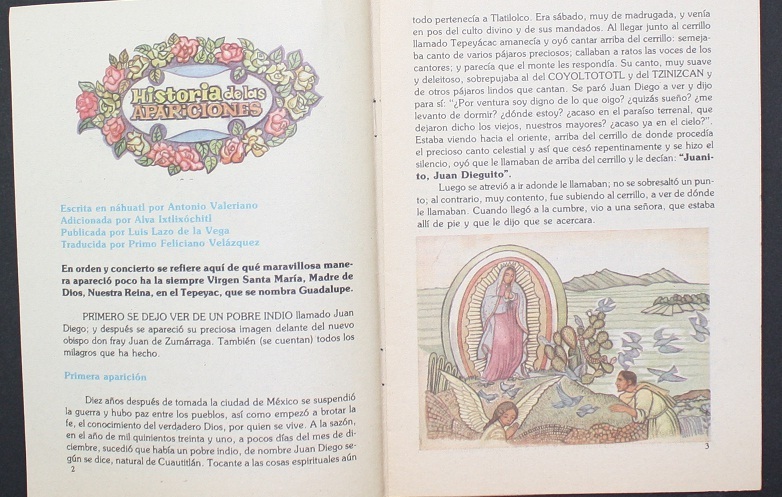 Historia de las
APARICIONES
Escrita en náhuatl por Antonio Valeriano
Adicionada por Alva Ixtlixóchitl
Publicada por Luis Lazo de la Vega
Traducida por Primo Feliciano Velázquez
En orden y concierto se refiere aquí de qué maravillosa mane-
ra apareció poco ha la siempre Virgen Santa María, Madre de
Dios, Nuestra Reina, en el Tepeyac, que se nombra Guadalupe.
PRIMERO SE DEJO VER DE UN POBRE INDIO llamado Juan
Diego; y después se apareció su preciosa imagen delante del nuevo
obispo don fray Juan de Zumárraga. También (se cuentan) todos los
milagros que ha hecho.
Primera aparición
Diez años después de tomada la ciudad de México se suspendió
la guerra y hubo paz entre los pueblos, así como empezó a brotar la
fe, el conocimiento del verdadero Dios, por quien se vive. A la sazón,
en el año de mil quinientos treinta y uno, a pocos días del mes de di-
ciembre, sucedió que había un pobre indio, de nombre Juan Diego se-
gún se dice, natural de Cuautitlán. Tocante a las cosas espirituales aún
2
todo pertenecía a Tlatilolco. Era sábado, muy de madrugada, y venía
en pos del culto divino y de sus mandados. Al llegar junto al cerrillo
llamado Tepeyácac amanecía y oyó cantar arriba del cerrillo: semeja-
ba canto de varios pájaros preciosos; callaban a ratos las voces de los
cantores; y parecía que el monte les respondía. Su canto, muy suave
y deleitoso, sobrepujaba al del COYOLTOTOTL y del TZINIZCAN y
de otros pájaros lindos que cantan. Se paró Juan Diego a ver y dijo
para sí: "¿Por ventura soy digno de lo que oigo? ¿quizás sueño? ¿me
levanto de dormir? ¿dónde estoy? ¿acaso en el paraíso terrenal, que
dejaron dicho los viejos, nuestros mayores? ¿acaso ya en el cielo?".
Estaba viendo hacia el oriente, arriba del cerrillo de donde procedía
el precioso canto celestial y así que cesó repentinamente y se hizo el
silencio, oyó que le llamaban de arriba del cerrillo y le decían: "Juani-
to, Juan Dieguito".
Luego se atrevió a ir adonde le llamaban; no se sobresaltó un pun-
to; al contrario, muy contento, fue subiendo al cerrillo, a ver de dónde
le llamaban. Cuando llegó a la cumbre, vio a una señora, que estaba
allí de pie y que le dijo que se acercara.
3